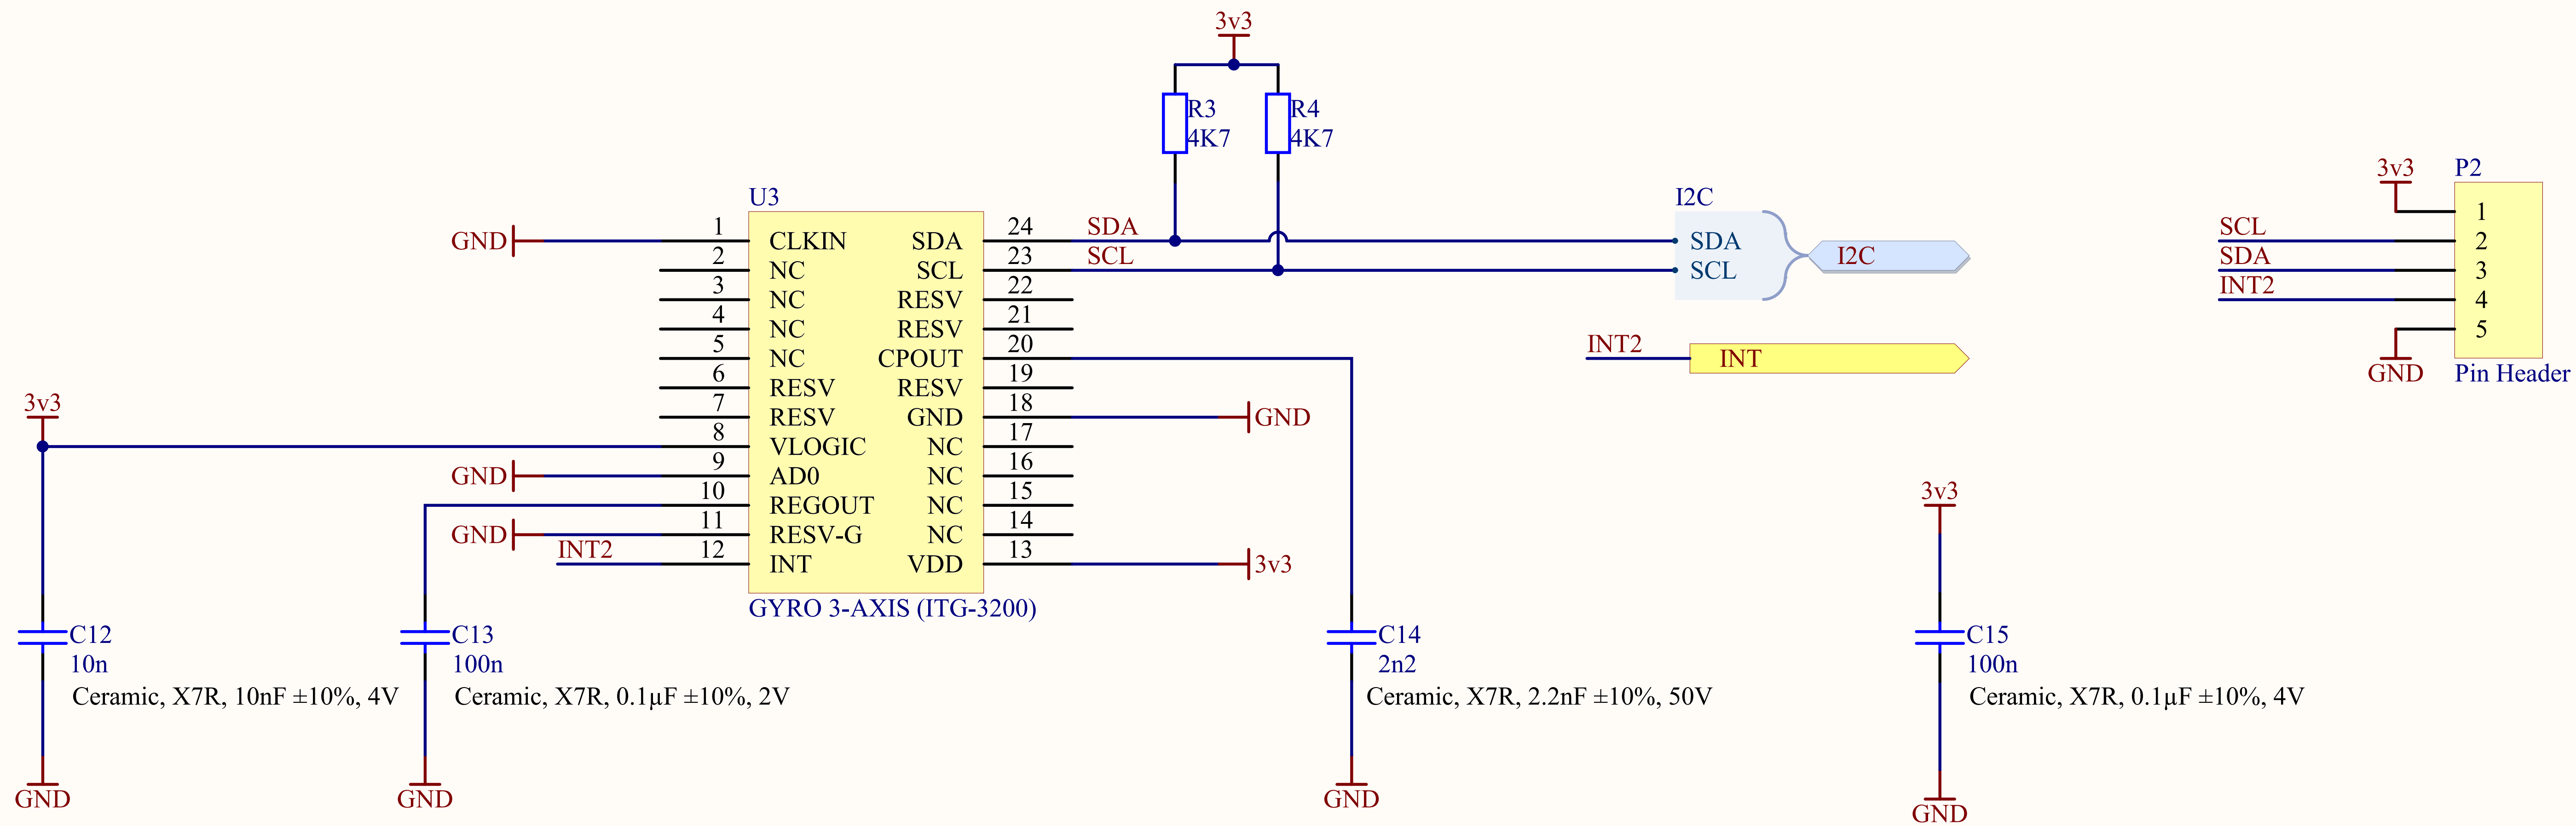 3v3
R3
4K7
R4
4K7
U3
GND
1
CLKIN
2
NC
3
NC
4
NC
5
NC
6
RESV
7
RESV
3v3
8
VLOGIC
GND
9
AD0
10
REGOUT
GND
11
RESV-G
INT2
12
INT
SDA
24
SDA
SCL
23
SCL
RESV
22
RESV
21
CPOUT
20
RESV
19
GND
18
GND
NC
17
NC
16
NC
15
NC
14
VDD
13
3v3
GYRO 3-AXIS (ITG-3200)
I2C
SDA
SCL
I2C
INT2
INT
3v3
P2
1
SCL
2
SDA
3
INT2
4
5
GND
Pin Header
C12
10n
Ceramic, X7R, 10nF ±10%, 4V
GND
C13
100n
Ceramic, X7R, 0.1µF ±10%, 2V
GND
C14
2n2
Ceramic, X7R, 2.2nF ±10%, 50V
GND
3v3
C15
100n
Ceramic, X7R, 0.1µF ±10%, 4V
GND